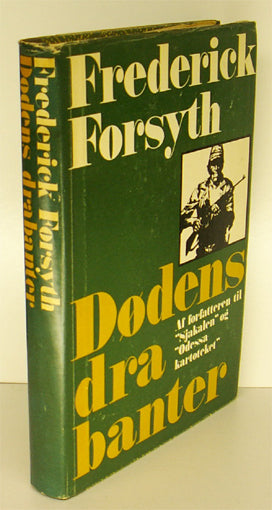 Frederick
Forsyth
Dødens
dra
banter
Af forfatteren til
"Sjakalen" og
"Odessa
kartoteket"
Frederick Forsyth
Dødens drabanter